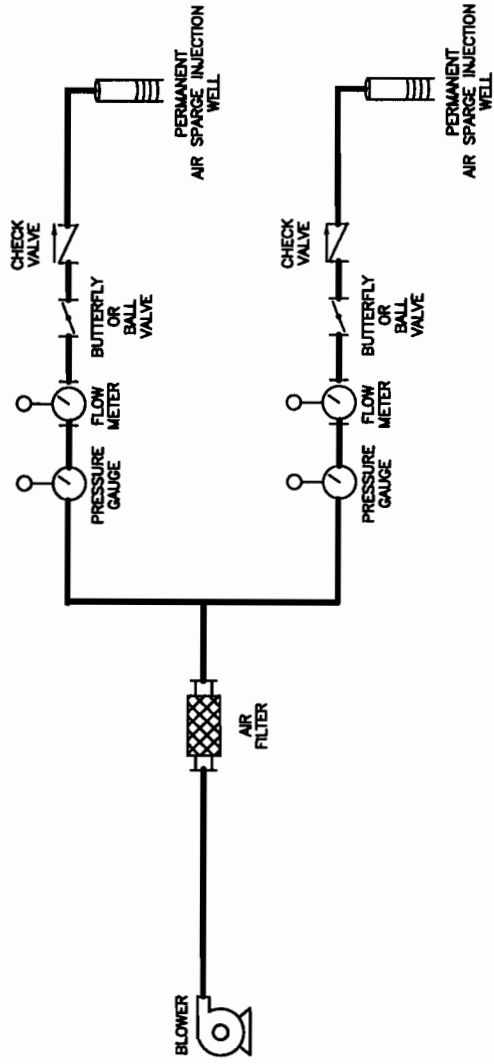 BLOWER
AIR
FILTER
PRESSURE
GAUGE
FLOW
METER
BUTTERFLY
OR
BALL
VALVE
CHECK
VALVE
PERMANENT
AIR SPARGE INJECTION
WELL
PRESSURE
GAUGE
FLOW
METER
BUTTERFLY
OR
BALL
VALVE
CHECK
VALVE
PERMANENT
AIR SPARGE INJECTION
WELL